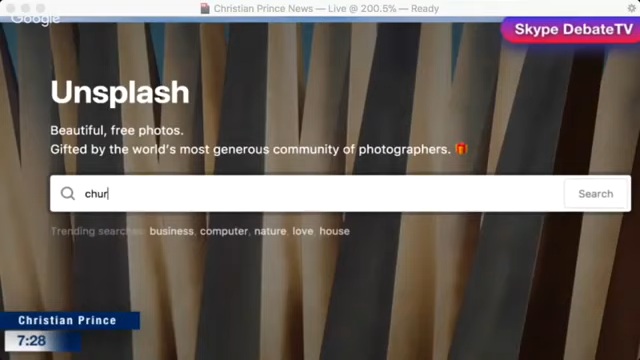 Christian Prince News — Live @ 200.5% — Ready
Google
Skype DebateTV
Unsplash
Beautiful, free photos.
Gifted by the world's most generous community of photographers.
chur
Search
Trending searches: business, computer, nature, love, house
Christian Prince
7:28